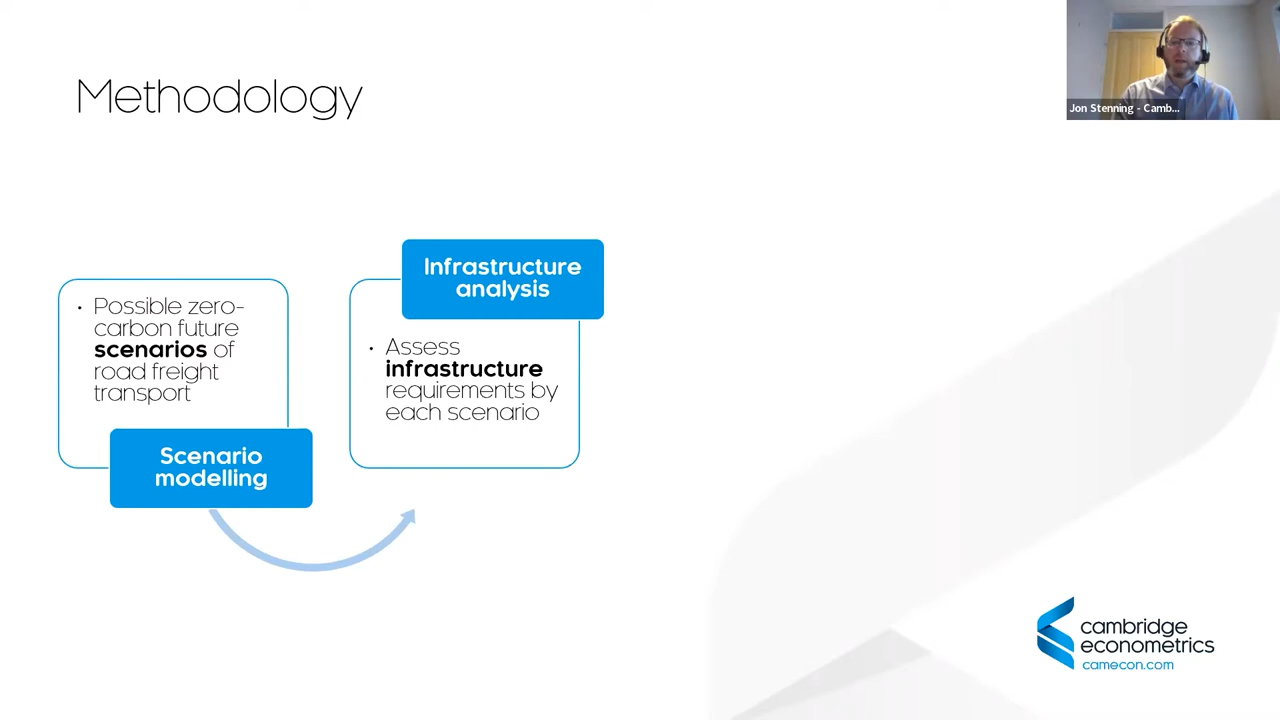 Methodology
Jon Stenning - Camb...
• Possible zero-
carbon future
scenarios of
road freight
transport
Scenario
modelling
Infrastructure
analysis
• Assess
infrastructure
requirements by
each scenario
cambridge
econometrics
camecon.com